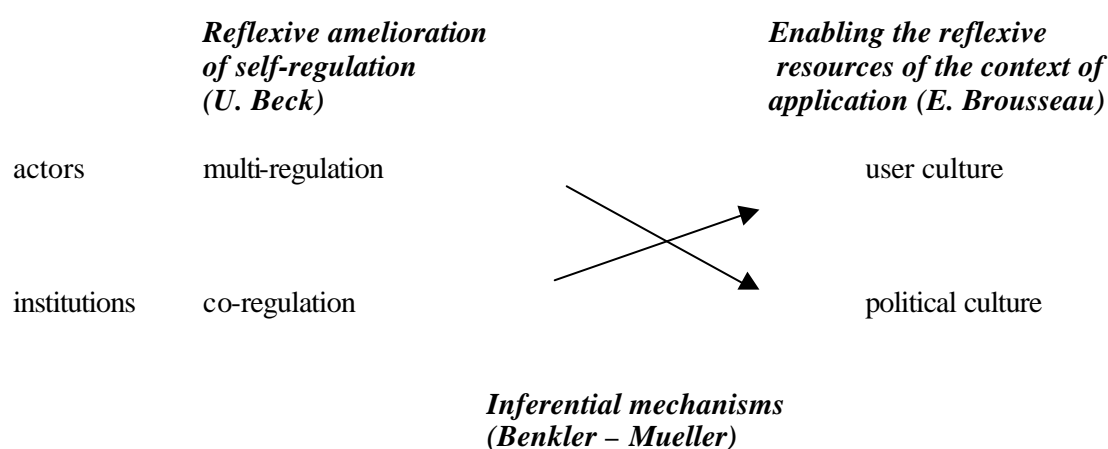 Reflexive amelioration
of self-regulation
(U. Beck)
Enabling the reflexive
resources of the context of
application (E. Brousseau)
actors multi-regulation user culture
institutions co-regulation political culture
Inferential mechanisms
(Benkler – Mueller)